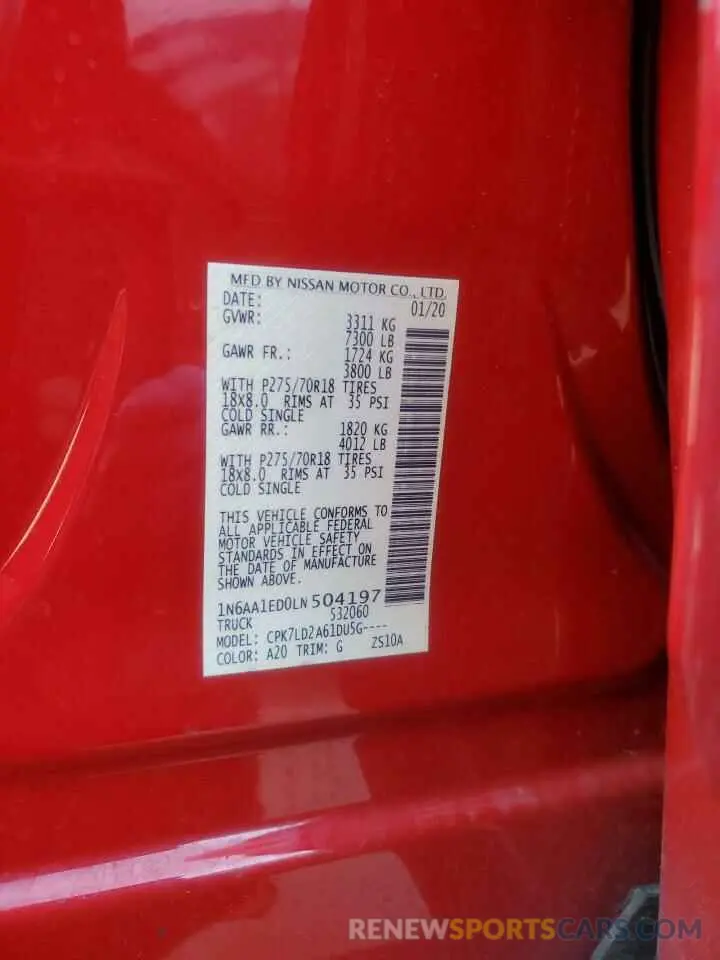 MFD BY NISSAN MOTOR CO., LTD.
DATE: 01/20
GVWR: 3311 KG
7300 LB
GAWR FR.: 1724 KG
3800 LB
WITH P275/70R18 TIRES
18X8.0 RIMS AT 35 PSI
COLD SINGLE
GAWR RR.: 1820 KG
4012 LB
WITH P275/70R18 TIRES
18X8.0 RIMS AT 35 PSI
COLD SINGLE
THIS VEHICLE CONFORMS TO
ALL APPLICABLE FEDERAL
MOTOR VEHICLE SAFETY
STANDARDS IN EFFECT ON
THE DATE OF MANUFACTURE
SHOWN ABOVE.
1N6AA1ED0LN504197
TRUCK 532060
MODEL: CPK7LD2A61DU5G----
COLOR: A20 TRIM: G ZS10A
RENEWSPORTSCARS.COM